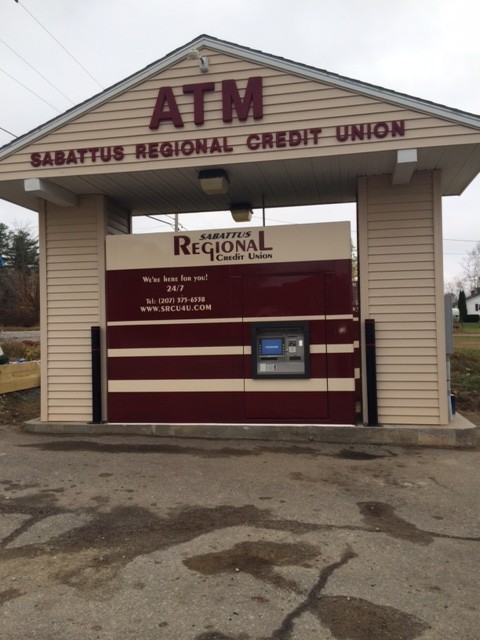 ATM
SABATTUS REGIONAL CREDIT UNION
SABATTUS
REGIONAL
CREDIT UNION
We're here for you!
24/7
Tel: (207) 375-6558
WWW.SRCU4U.COM